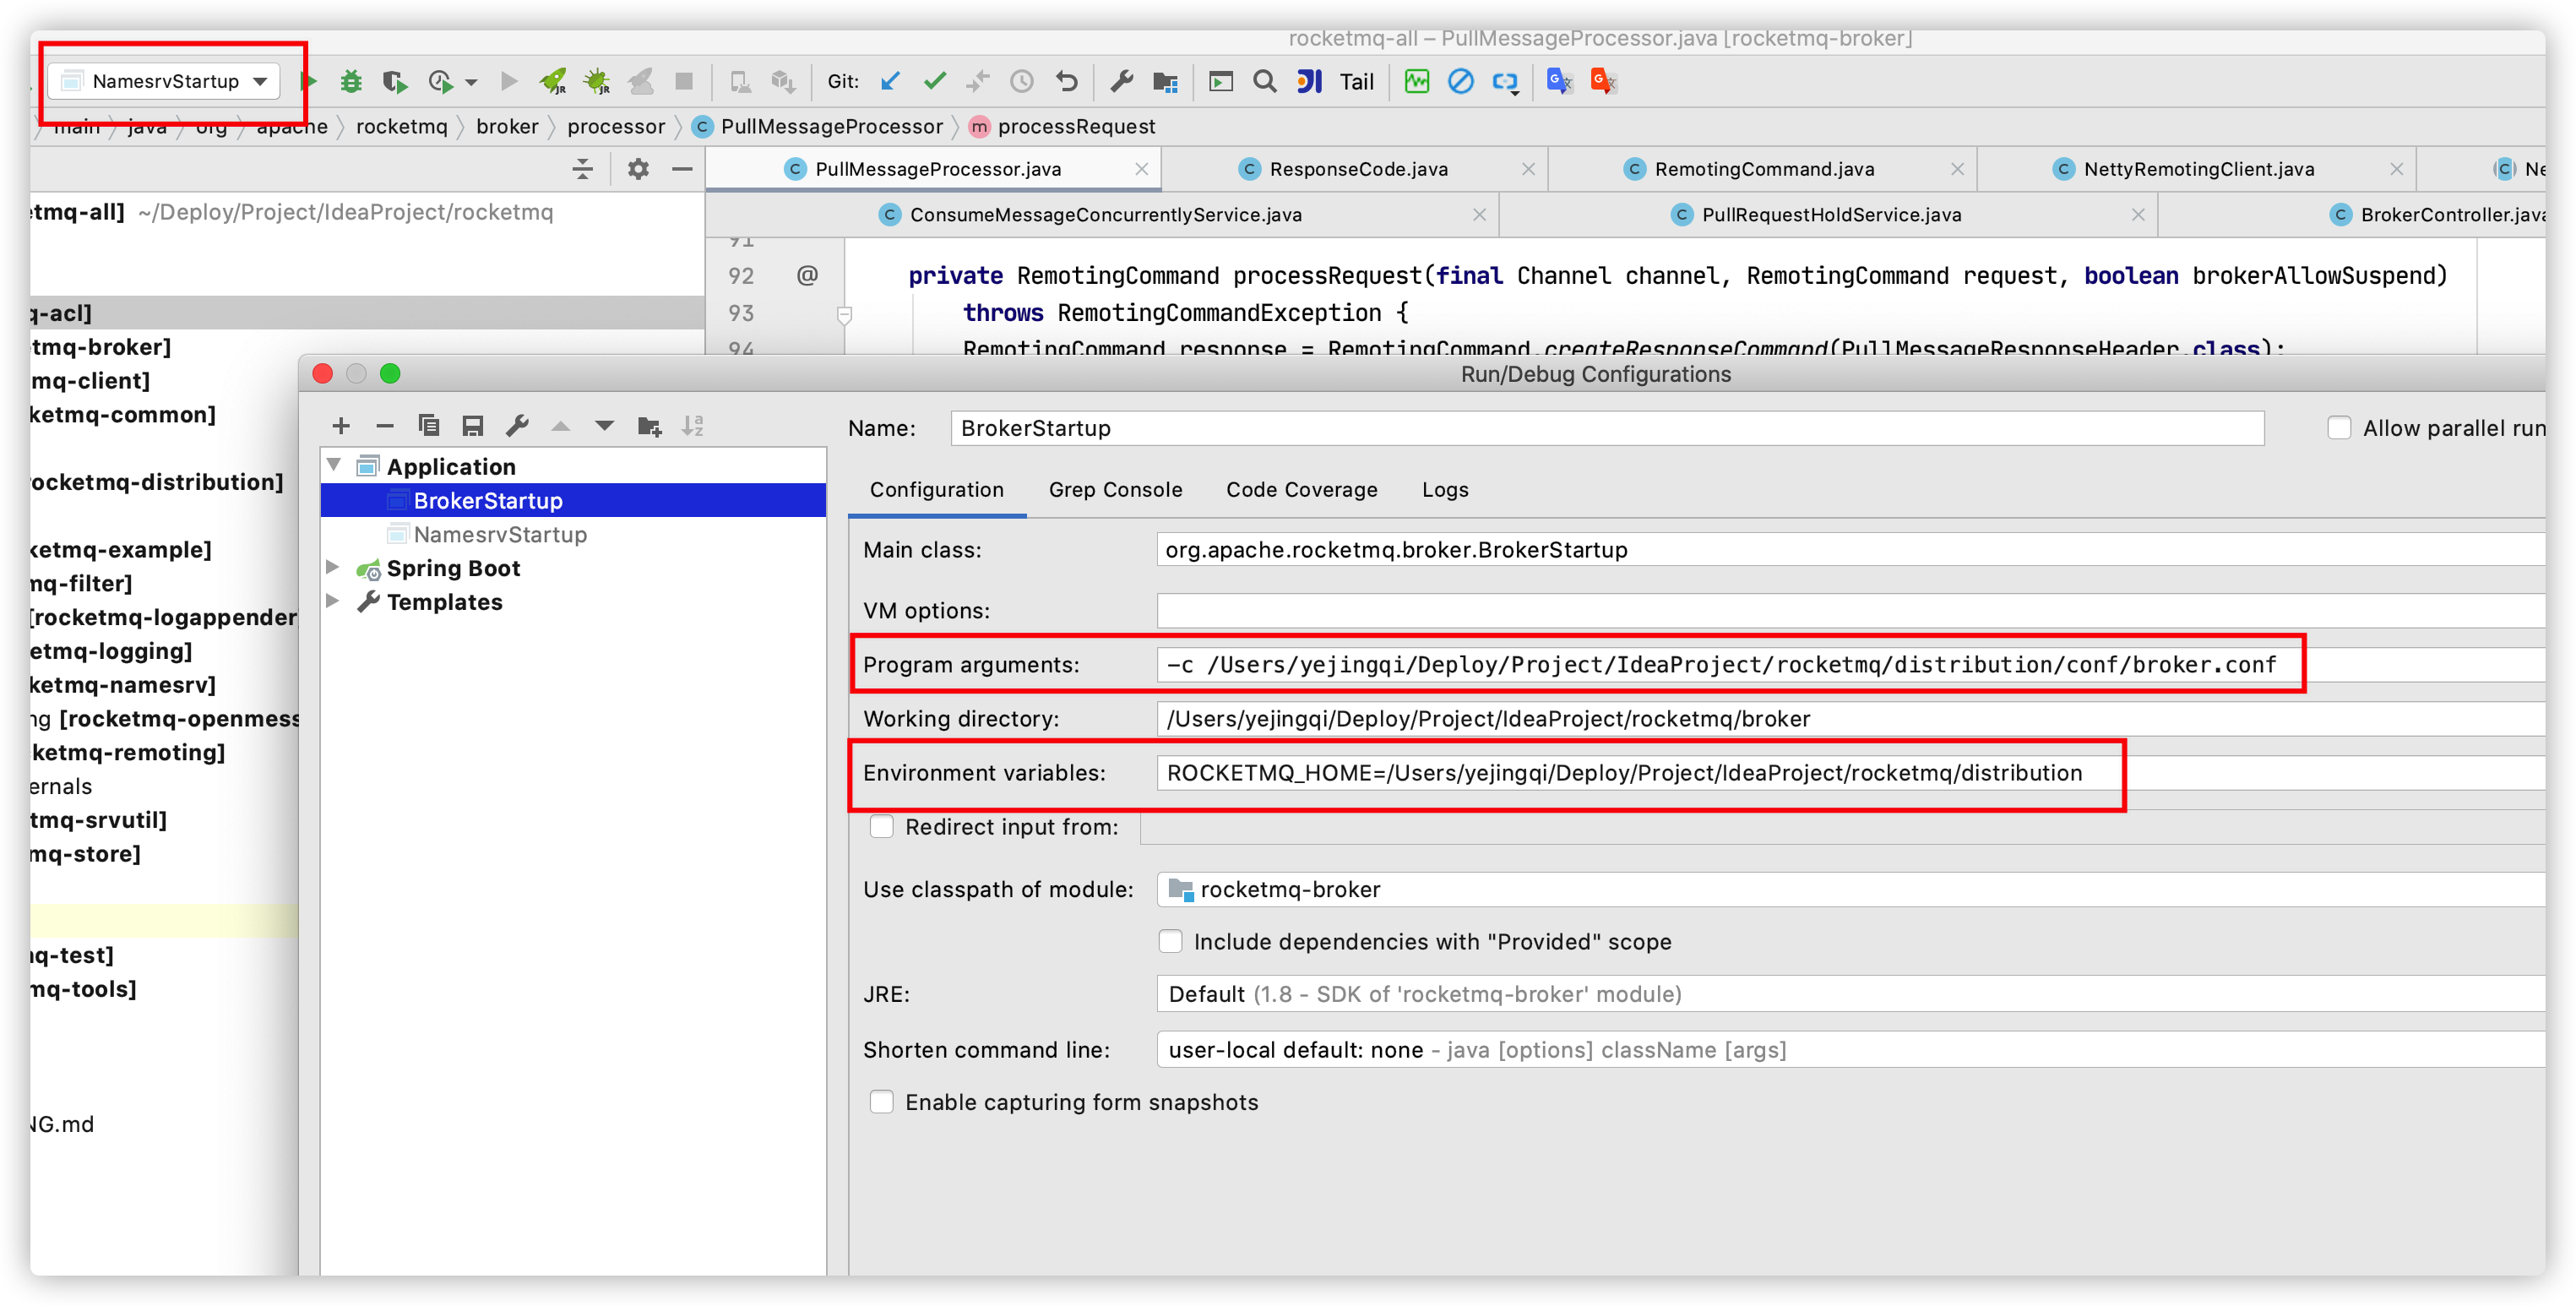 rocketmq-all – PullMessageProcessor.java [rocketmq-broker]
NamesrvStartup
Git:
Tail
main java org apache rocketmq broker processor PullMessageProcessor processRequest
PullMessageProcessor.java ResponseCode.java RemotingCommand.java NettyRemotingClient.java Ne
etmq-all] ~/Deploy/Project/IdeaProject/rocketmq
ConsumeMessageConcurrentlyService.java PullRequestHoldService.java BrokerController.java
91
92 @ private RemotingCommand processRequest(final Channel channel, RemotingCommand request, boolean brokerAllowSuspend)
93 throws RemotingCommandException {
94 RemotingCommand response = RemotingCommand.createResponseCommand(PullMessageResponseHeader.class);
q-acl]
etmq-broker]
mq-client]
ketmq-common]
rocketmq-distribution]
ketmq-example]
mq-filter]
[rocketmq-logappender
etmq-logging]
ketmq-namesrv]
ng [rocketmq-openmess
ketmq-remoting]
ernals
tmq-srvutil]
mq-store]
mq-test]
mq-tools]
NG.md
Run/Debug Configurations
Application
BrokerStartup
NamesrvStartup
Spring Boot
Templates
Name: BrokerStartup
Allow parallel run
Configuration Grep Console Code Coverage Logs
Main class: org.apache.rocketmq.broker.BrokerStartup
VM options:
Program arguments: -c /Users/yejingqi/Deploy/Project/IdeaProject/rocketmq/distribution/conf/broker.conf
Working directory: /Users/yejingqi/Deploy/Project/IdeaProject/rocketmq/broker
Environment variables: ROCKETMQ_HOME=/Users/yejingqi/Deploy/Project/IdeaProject/rocketmq/distribution
Redirect input from:
Use classpath of module: rocketmq-broker
Include dependencies with "Provided" scope
JRE: Default (1.8 - SDK of 'rocketmq-broker' module)
Shorten command line: user-local default: none - java [options] className [args]
Enable capturing form snapshots